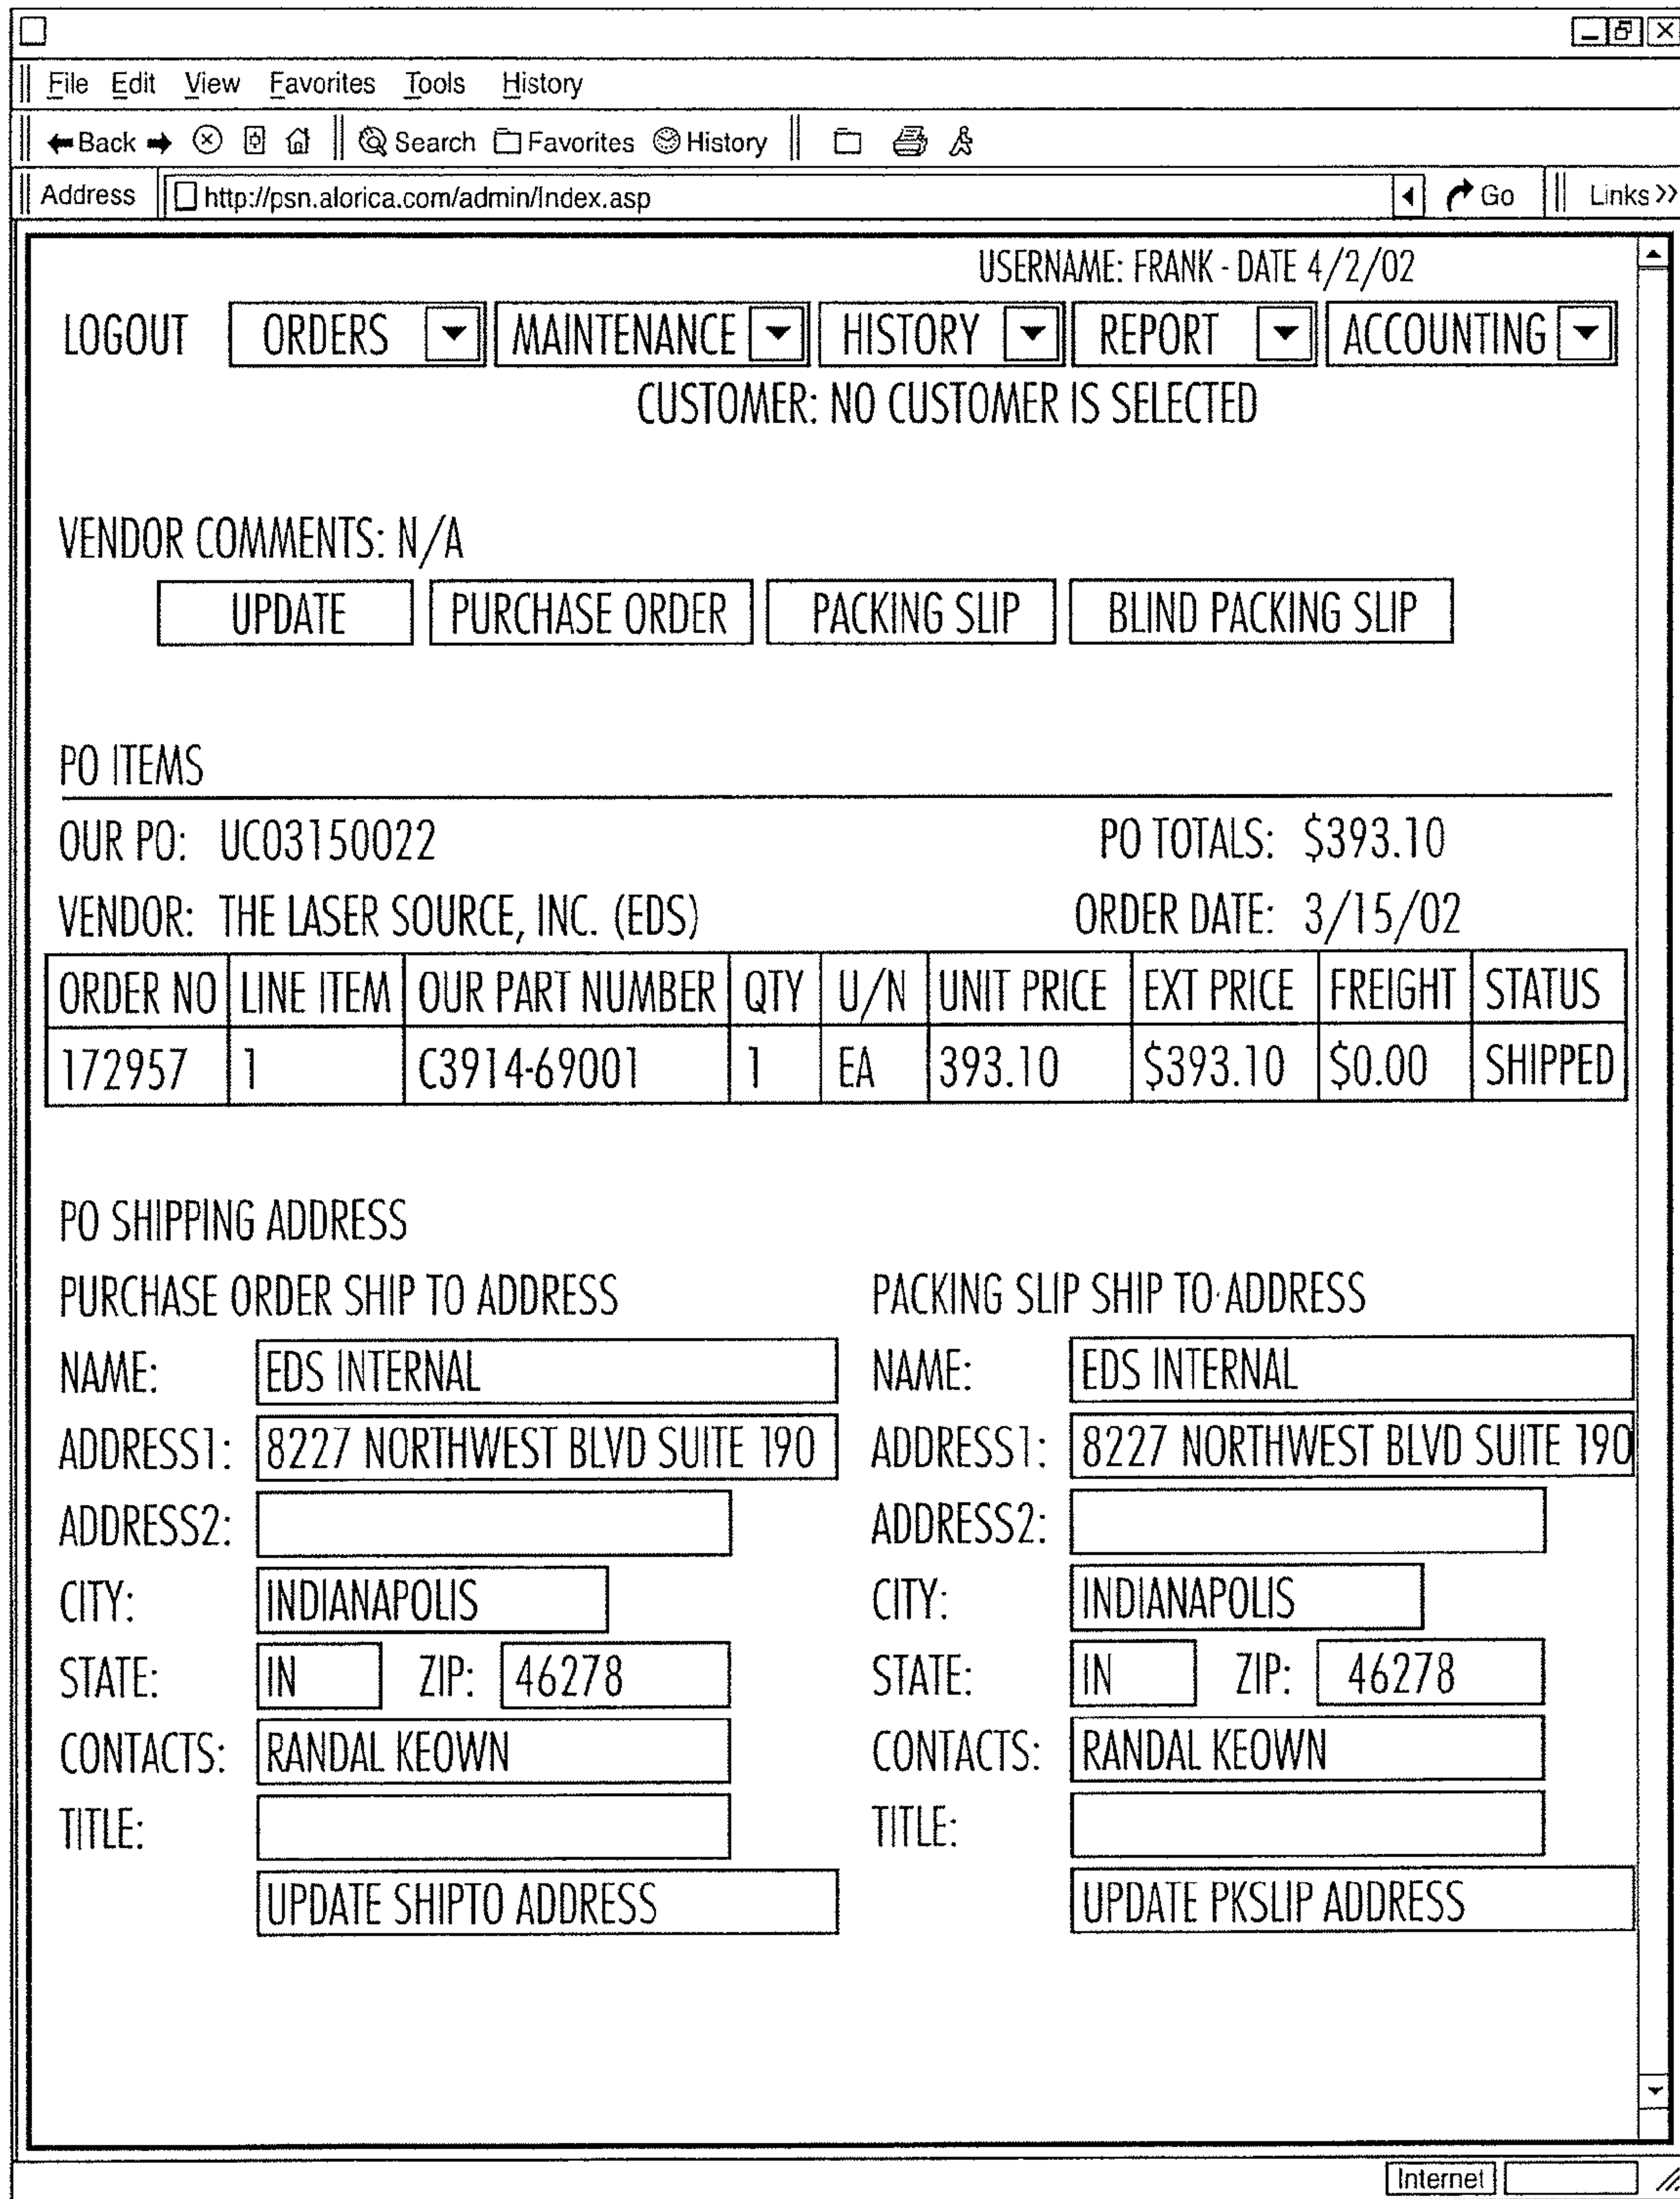 File Edit View Favorites Tools History
Back Search Favorites History
Address http://psn.alorica.com/admin/Index.asp Go Links >>
USERNAME: FRANK - DATE 4/2/02
LOGOUT ORDERS MAINTENANCE HISTORY REPORT ACCOUNTING
CUSTOMER: NO CUSTOMER IS SELECTED
VENDOR COMMENTS: N/A
UPDATE PURCHASE ORDER PACKING SLIP BLIND PACKING SLIP
PO ITEMS
OUR PO: UC03150022 PO TOTALS: $393.10
VENDOR: THE LASER SOURCE, INC. (EDS) ORDER DATE: 3/15/02
ORDER NO LINE ITEM OUR PART NUMBER QTY U/N UNIT PRICE EXT PRICE FREIGHT STATUS
172957 1 C3914-69001 1 EA 393.10 $393.10 $0.00 SHIPPED
PO SHIPPING ADDRESS
PURCHASE ORDER SHIP TO ADDRESS PACKING SLIP SHIP TO ADDRESS
NAME: EDS INTERNAL NAME: EDS INTERNAL
ADDRESS1: 8227 NORTHWEST BLVD SUITE 190 ADDRESS1: 8227 NORTHWEST BLVD SUITE 190
ADDRESS2: ADDRESS2:
CITY: INDIANAPOLIS CITY: INDIANAPOLIS
STATE: IN ZIP: 46278 STATE: IN ZIP: 46278
CONTACTS: RANDAL KEOWN CONTACTS: RANDAL KEOWN
TITLE: TITLE:
UPDATE SHIPTO ADDRESS UPDATE PKSLIP ADDRESS
Internet